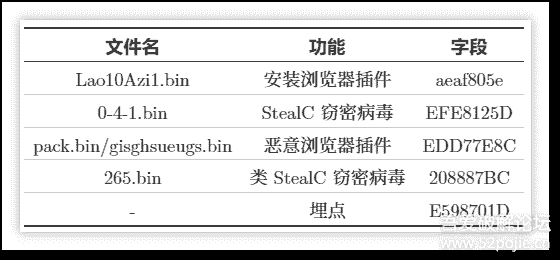 文件名 功能 字段
Lao10Azi1.bin 安装浏览器插件 aeaf805e
0-4-1.bin StealC 窃密病毒 EFE8125D
pack.bin/gisghsueugs.bin 恶意浏览器插件 EDD77E8C
265.bin 类 StealC 窃密病毒 208887BC
- 埋点 E598701D
吾爱破解论坛
www.52pojie.cn